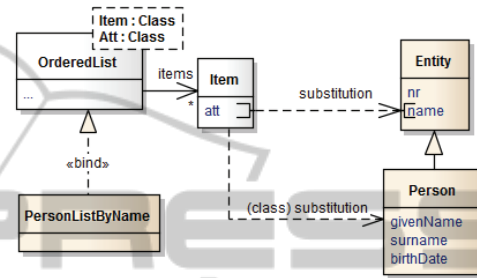 Item : Class
Att : Class
OrderedList
...
items
*
Item
att
substitution
Entity
nr
name
«bind»
PersonListByName
(class) substitution
Person
givenName
surname
birthDate